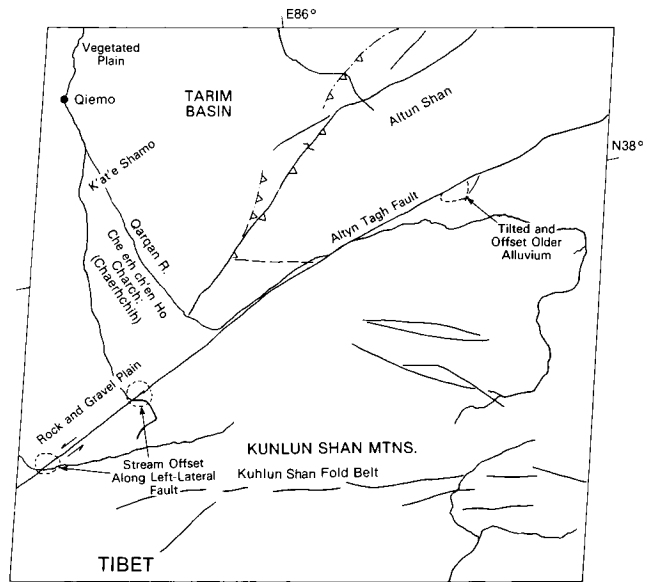 E86°
Vegetated
Plain
Qiemo
TARIM
BASIN
Altun Shan
N38°
K'at'e Shamo
Qarqan R.
Che erh ch'en Ho
Charch:
(Chaerhchih)
Altyn Tagh Fault
Tilted and
Offset Older
Alluvium
Rock and Gravel Plain
Stream Offset
Along Left-Lateral
Fault
KUNLUN SHAN MTNS.
Kuhlun Shan Fold Belt
TIBET